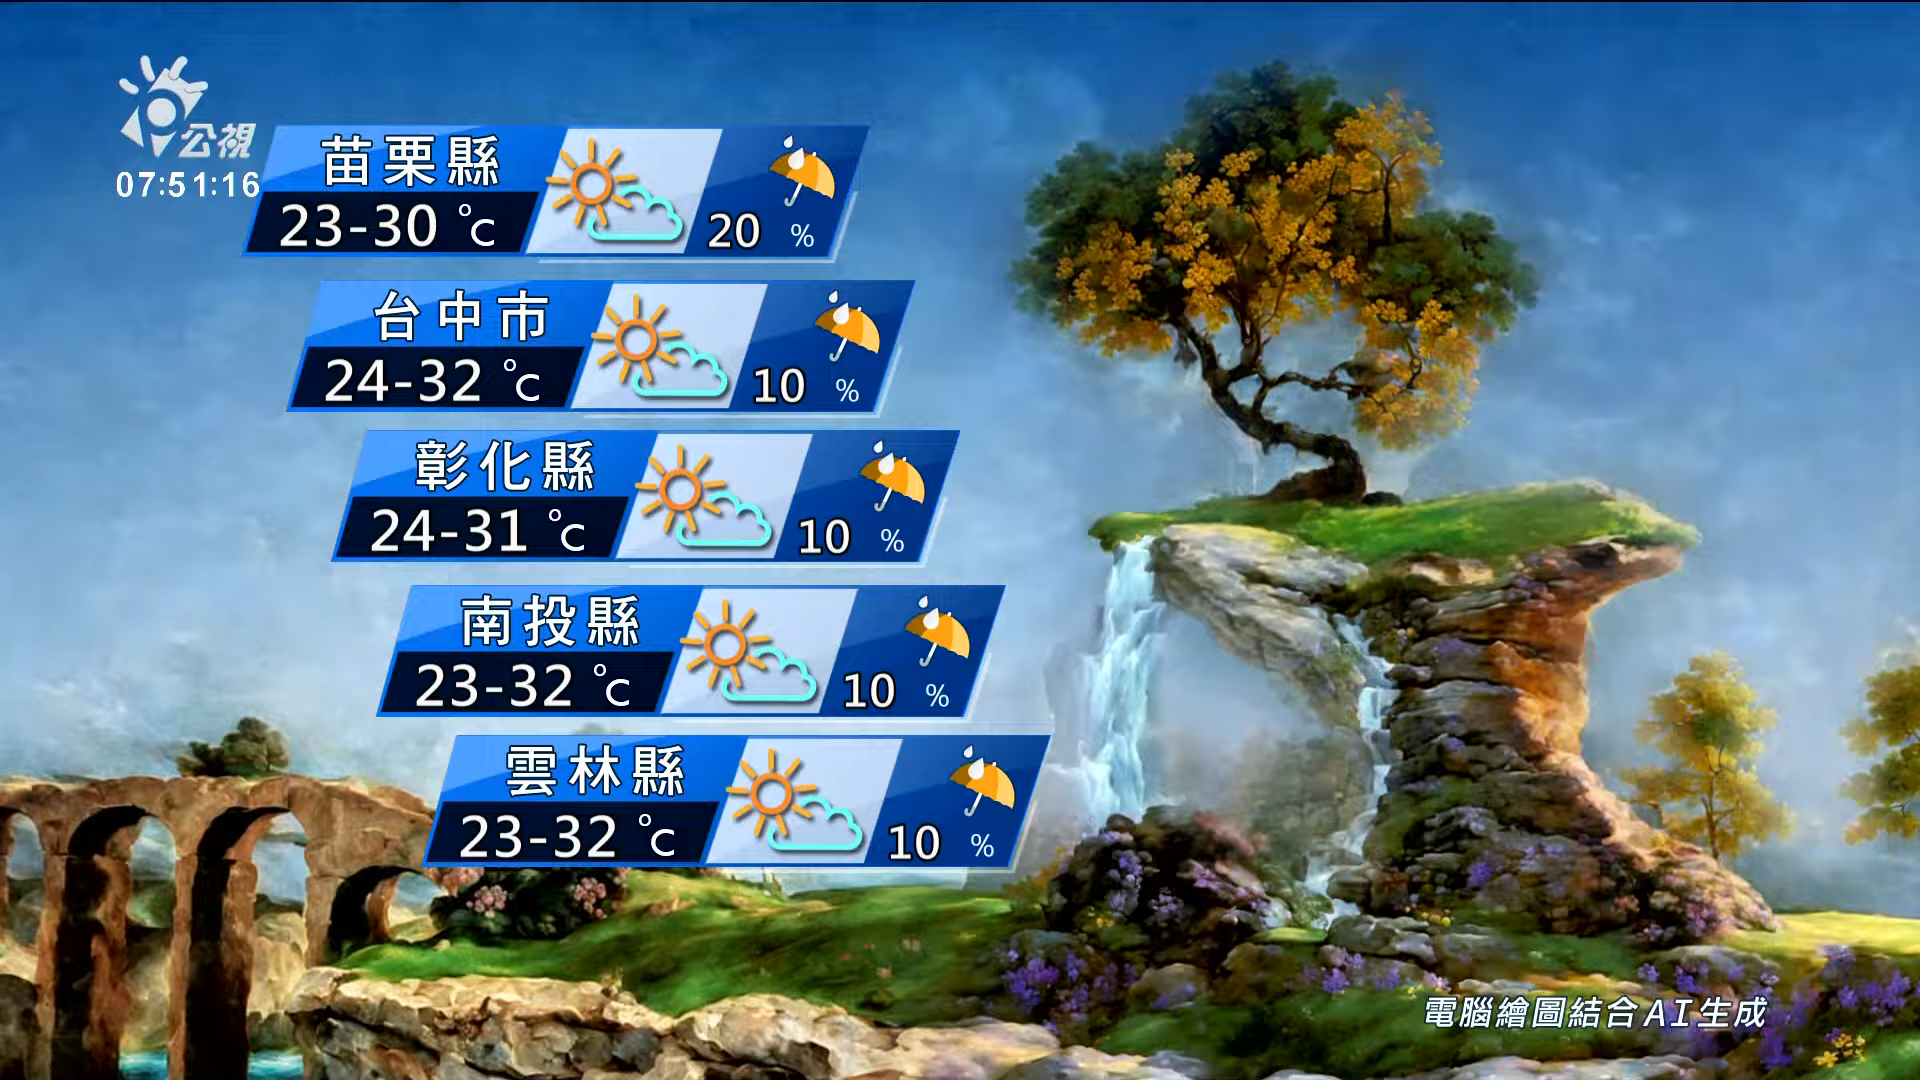 公視
07:51:16
苗栗縣
23-30 ℃
20 %
台中市
24-32 ℃
10 %
彰化縣
24-31 ℃
10 %
南投縣
23-32 ℃
10 %
雲林縣
23-32 ℃
10 %
電腦繪圖結合AI生成